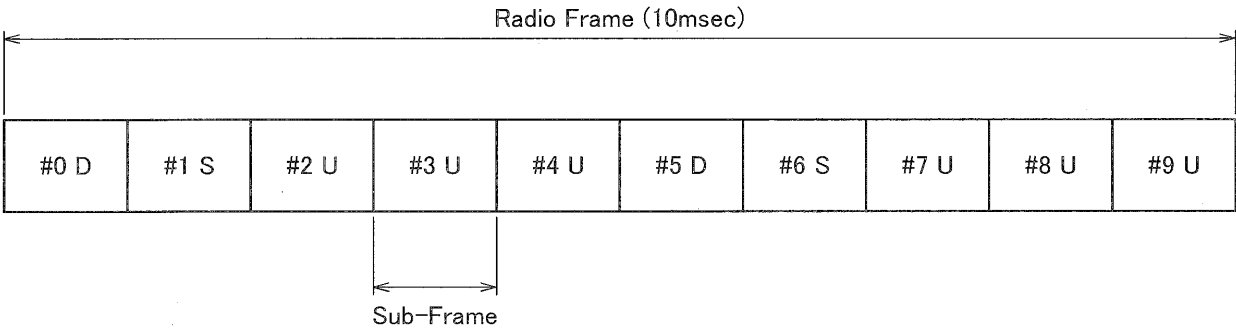 Radio Frame (10msec)
#0 D #1 S #2 U #3 U #4 U #5 D #6 S #7 U #8 U #9 U
Sub-Frame